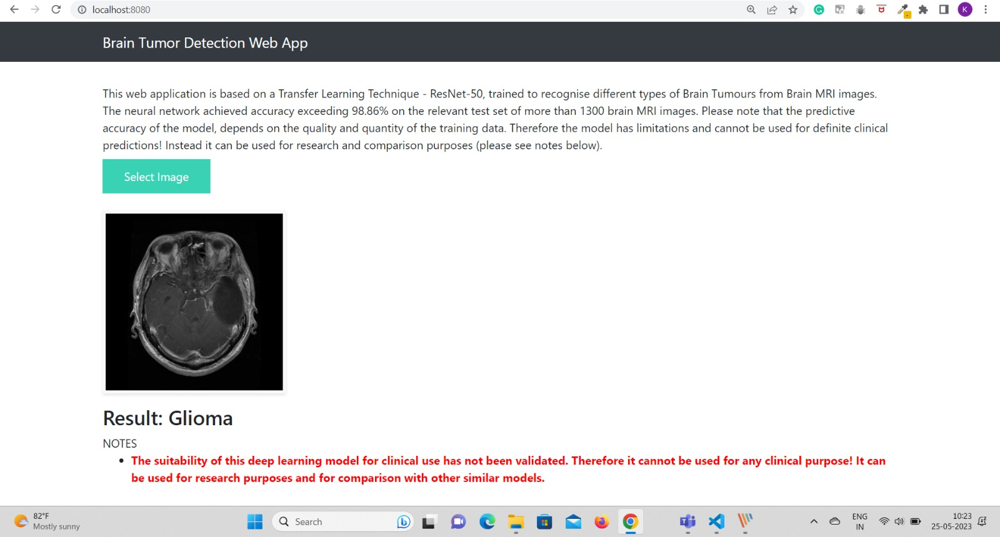 localhost:8080
K
Brain Tumor Detection Web App
This web application is based on a Transfer Learning Technique - ResNet-50, trained to recognise different types of Brain Tumours from Brain MRI images.
The neural network achieved accuracy exceeding 98.86% on the relevant test set of more than 1300 brain MRI images. Please note that the predictive
accuracy of the model, depends on the quality and quantity of the training data. Therefore the model has limitations and cannot be used for definite clinical
predictions! Instead it can be used for research and comparison purposes (please see notes below).
Select Image
Result: Glioma
NOTES
The suitability of this deep learning model for clinical use has not been validated. Therefore it cannot be used for any clinical purpose! It can
be used for research purposes and for comparison with other similar models.
82°F
Mostly sunny
Search
ENG
IN
10:23
25-05-2023